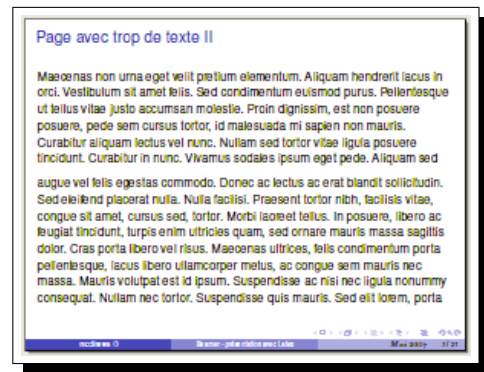 Page avec trop de texte II
Maecenas non urna eget velit pretium elementum. Aliquam hendrerit lacus in
orci. Vestibulum sit amet felis. Sed condimentum euismod purus. Pellentesque
ut tellus vitae justo accumsan molestie. Proin dignissim, est non posuere
posuere, pede sem cursus tortor, id malesuada mi sapien non mauris.
Curabitur aliquam lectus vel nunc. Nullam sed tortor vitae ligula posuere
tincidunt. Curabitur in nunc. Vivamus sodales ipsum eget pede. Aliquam sed
augue vel felis egestas commodo. Donec ac lectus ac erat blandit sollicitudin.
Sed eleifend placerat nulla. Nulla facilisi. Praesent tortor nibh, facilisis vitae,
congue sit amet, cursus sed, tortor. Morbi laoreet tellus. In posuere, libero ac
feugiat tincidunt, turpis enim ultricies quam, sed ornare mauris massa sagittis
dolor. Cras porta libero vel risus. Maecenas ultrices, felis condimentum porta
pellentesque, lacus libero ullamcorper metus, ac congue sem mauris nec
massa. Mauris volutpat est id ipsum. Suspendisse ac nisi nec ligula nonummy
consequat. Nullam nec tortor. Suspendisse quis mauris. Sed elit lorem, porta
Beamer - présentation avec Latex
Mai 2007